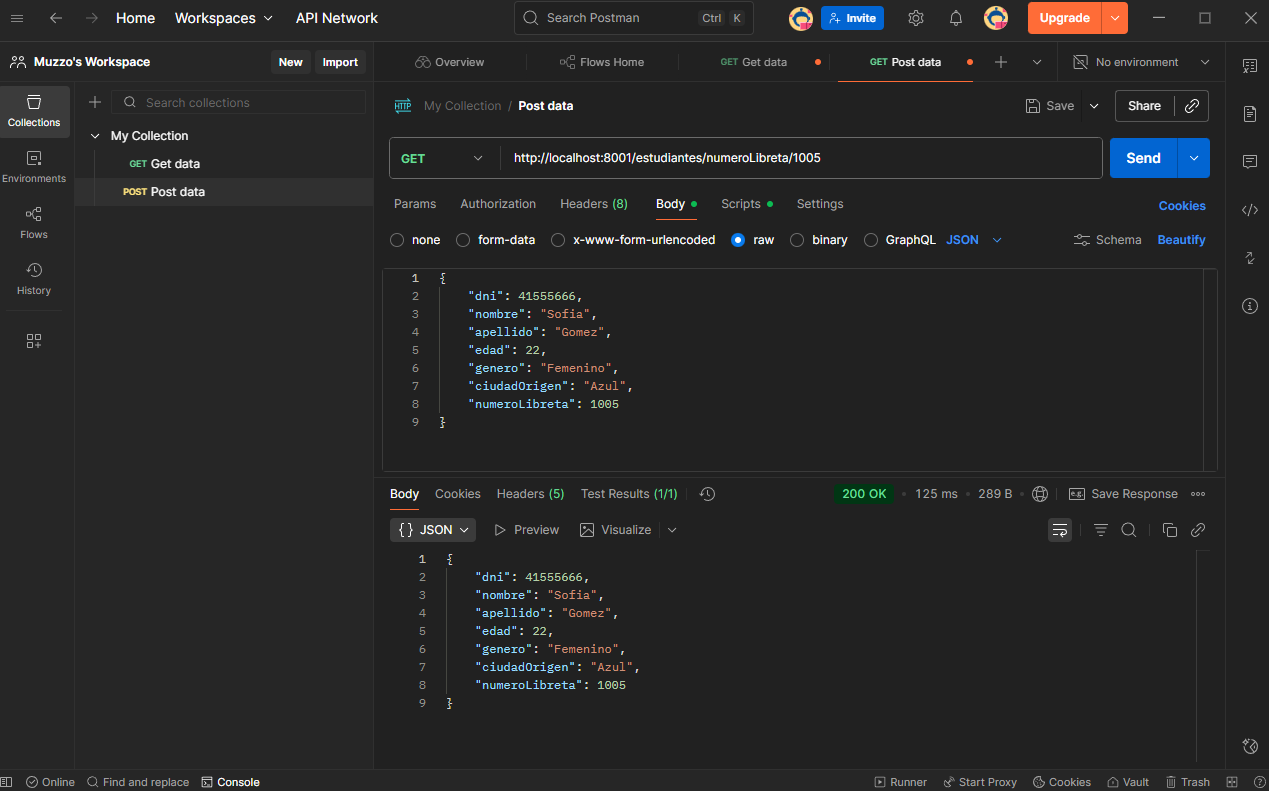 Home Workspaces API Network Search Postman Ctrl K Invite Upgrade
Muzzo's Workspace New Import Overview Flows Home GET Get data GET Post data No environment
Collections
Search collections
My Collection
GET Get data
POST Post data
Environments
Flows
History
HTTP My Collection / Post data Save Share
GET http://localhost:8001/estudiantes/numeroLibreta/1005 Send
Params Authorization Headers (8) Body Scripts Settings Cookies
none form-data x-www-form-urlencoded raw binary GraphQL JSON Schema Beautify
1 {
2 "dni": 41555666,
3 "nombre": "Sofia",
4 "apellido": "Gomez",
5 "edad": 22,
6 "genero": "Femenino",
7 "ciudadOrigen": "Azul",
8 "numeroLibreta": 1005
9 }
Body Cookies Headers (5) Test Results (1/1) 200 OK 125 ms 289 B e.g. Save Response
{} JSON Preview Visualize
1 {
2 "dni": 41555666,
3 "nombre": "Sofia",
4 "apellido": "Gomez",
5 "edad": 22,
6 "genero": "Femenino",
7 "ciudadOrigen": "Azul",
8 "numeroLibreta": 1005
9 }
Online Find and replace Console Runner Start Proxy Cookies Vault Trash